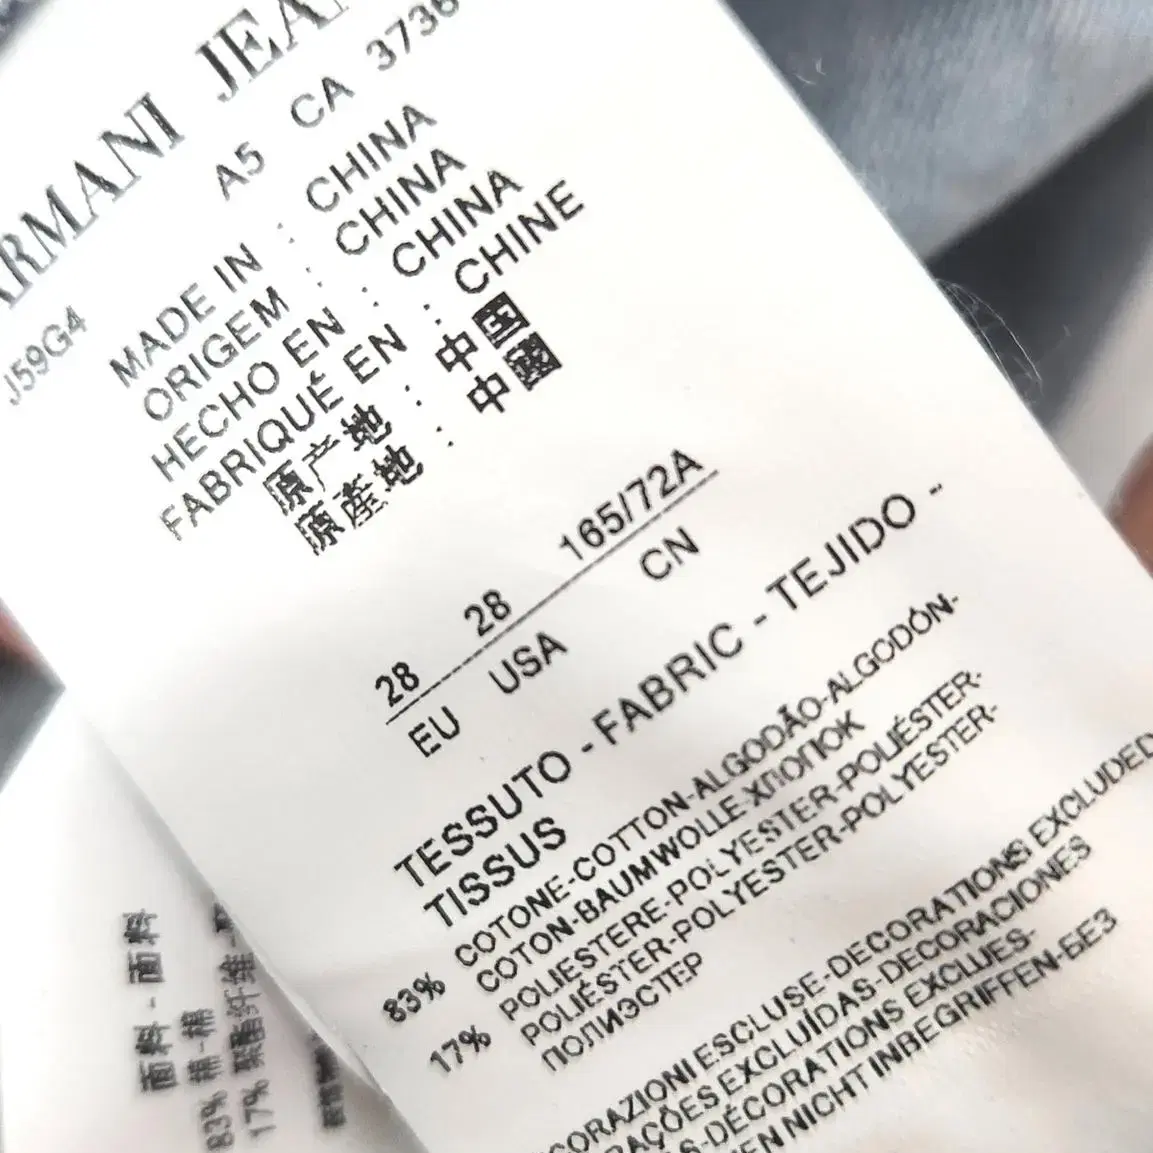 ARMANI JEA
J59G4 A5 CA 3736
MADE IN : CHINA
ORIGEM : CHINA
HECHO EN : CHINA
FABRIQUÉ EN : CHINE
原产地 : 中国
原產地 : 中國
28 28 165/72A
EU USA CN
TESSUTO - FABRIC - TEJIDO -
TISSUS
83% COTONE-COTTON-ALGODÃO-ALGODÓN-
COTON-BAUMWOLLE-ХЛОПОК
17% POLIESTERE-POLYESTER-POLIÉSTER-
POLIÉSTER-POLYESTER-POLYESTER-
ПОЛИЭСТЕР
CORAZIONI ESCLUSE-DECORATIONS EXCLUDED
RAÇÕES EXCLUÍDAS-DECORACIONES
S-DÉCORATIONS EXCLUES-
EN NICHT INBEGRIFFEN-БЕЗ
面料 - 面料
83% 棉-棉
17% 聚酯纤维-